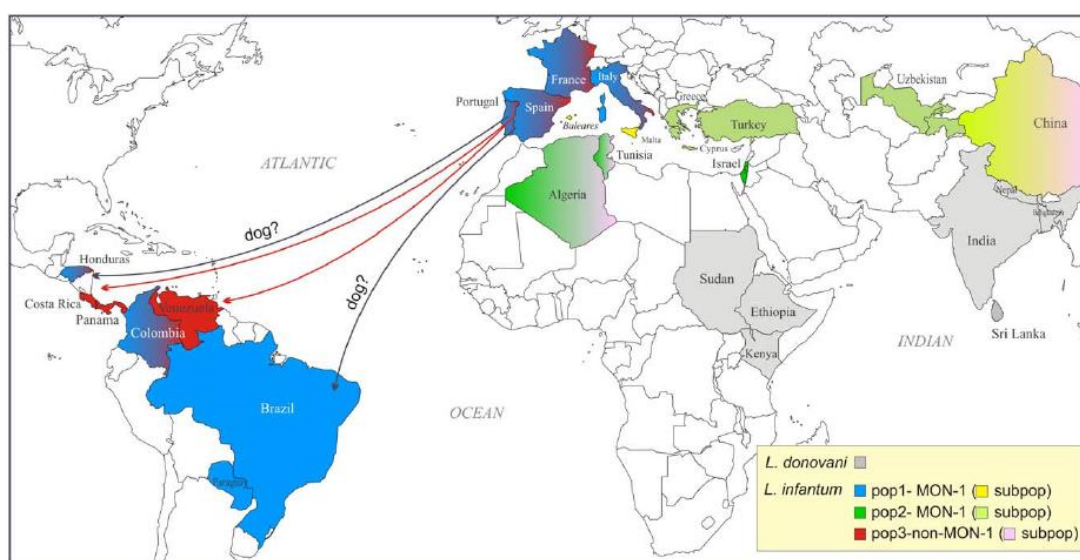 Uzbekistan
France
Italy
Portugal
Spain
Baleares
Greece
Turkey
China
Malta
Cyprus
ATLANTIC
Tunisia
Israel
Algeria
Nepal
dog?
India
Honduras
dog?
Sudan
Costa Rica
Venezuela
Ethiopia
Panama
Colombia
Sri Lanka
Kenya
INDIAN
Brazil
OCEAN
Paraguay
L. donovani
L. infantum pop1- MON-1 ( subpop)
pop2- MON-1 ( subpop)
pop3-non-MON-1 ( subpop)